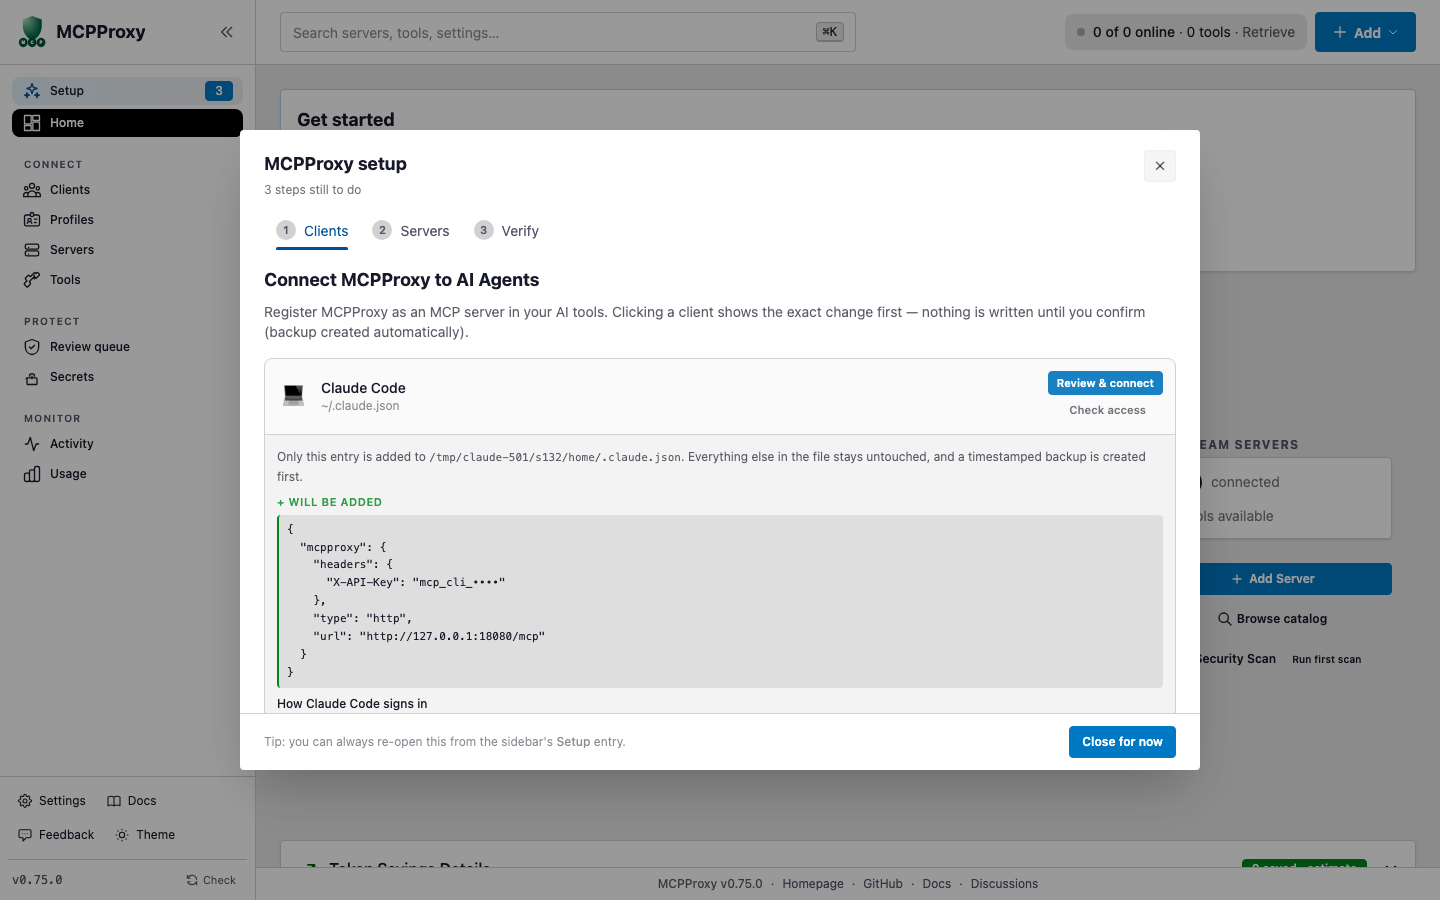 MCPProxy
Search servers, tools, settings...
⌘K
0 of 0 online · 0 tools · Retrieve
+ Add
Setup
3
Home
CONNECT
Clients
Profiles
Servers
Tools
PROTECT
Review queue
Secrets
MONITOR
Activity
Usage
Settings
Docs
Feedback
Theme
v0.75.0
Check
Get started
MCPProxy setup
3 steps still to do
1 Clients
2 Servers
3 Verify
Connect MCPProxy to AI Agents
Register MCPProxy as an MCP server in your AI tools. Clicking a client shows the exact change first — nothing is written until you confirm
(backup created automatically).
Claude Code
~/.claude.json
Review & connect
Check access
Only this entry is added to /tmp/claude-501/s132/home/.claude.json. Everything else in the file stays untouched, and a timestamped backup is created
first.
+ WILL BE ADDED
{
"mcpproxy": {
"headers": {
"X-API-Key": "mcp_cli_••••"
},
"type": "http",
"url": "http://127.0.0.1:18080/mcp"
}
}
How Claude Code signs in
Tip: you can always re-open this from the sidebar's Setup entry.
Close for now
EAM SERVERS
connected
ls available
+ Add Server
Browse catalog
Security Scan
Run first scan
Token Savings Details
MCPProxy v0.75.0 · Homepage · GitHub · Docs · Discussions